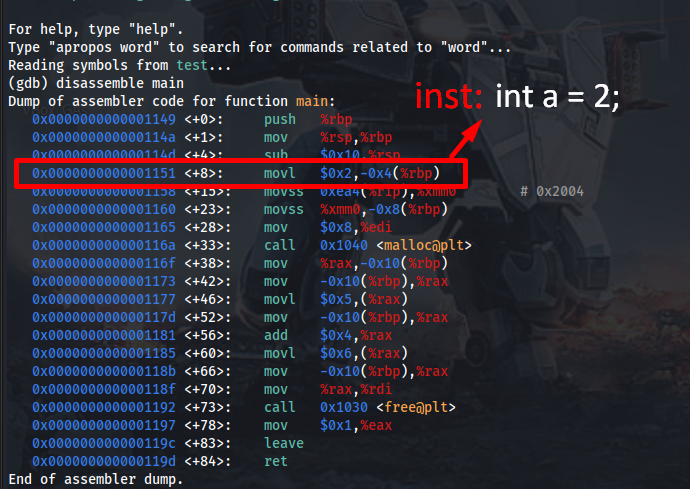 For help, type "help".
Type "apropos word" to search for commands related to "word"...
Reading symbols from test...
(gdb) disassemble main
Dump of assembler code for function main:
inst: int a = 2;
0x0000000000001149 <+0>: push %rbp
0x000000000000114a <+1>: mov %rsp,%rbp
0x000000000000114d <+4>: sub $0x10,%rsp
0x0000000000001151 <+8>: movl $0x2,-0x4(%rbp)
0x0000000000001158 <+15>: movss 0xea4(%rip),%xmm0 # 0x2004
0x0000000000001160 <+23>: movss %xmm0,-0x8(%rbp)
0x0000000000001165 <+28>: mov $0x8,%edi
0x000000000000116a <+33>: call 0x1040 <malloc@plt>
0x000000000000116f <+38>: mov %rax,-0x10(%rbp)
0x0000000000001173 <+42>: mov -0x10(%rbp),%rax
0x0000000000001177 <+46>: movl $0x5,(%rax)
0x000000000000117d <+52>: mov -0x10(%rbp),%rax
0x0000000000001181 <+56>: add $0x4,%rax
0x0000000000001185 <+60>: movl $0x6,(%rax)
0x000000000000118b <+66>: mov -0x10(%rbp),%rax
0x000000000000118f <+70>: mov %rax,%rdi
0x0000000000001192 <+73>: call 0x1030 <free@plt>
0x0000000000001197 <+78>: mov $0x1,%eax
0x000000000000119c <+83>: leave
0x000000000000119d <+84>: ret
End of assembler dump.